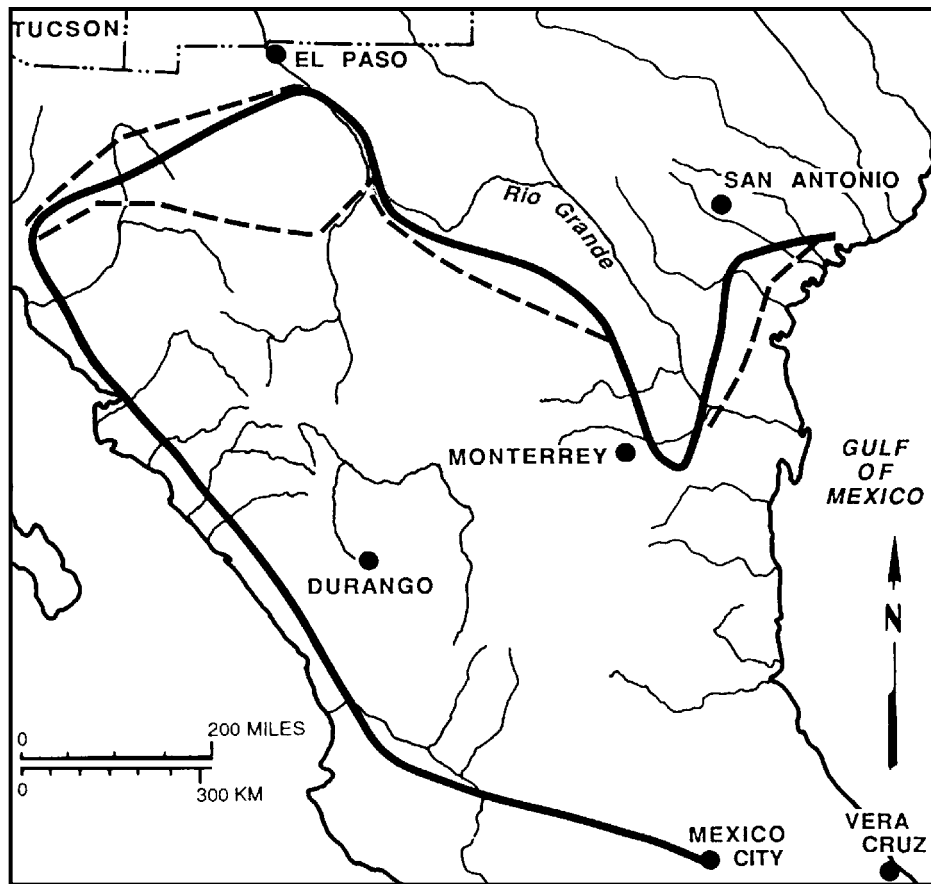 TUCSON
EL PASO
SAN ANTONIO
Rio Grande
MONTERREY
GULF
OF
MEXICO
DURANGO
N
0
200 MILES
0
300 KM
MEXICO
CITY
VERA
CRUZ